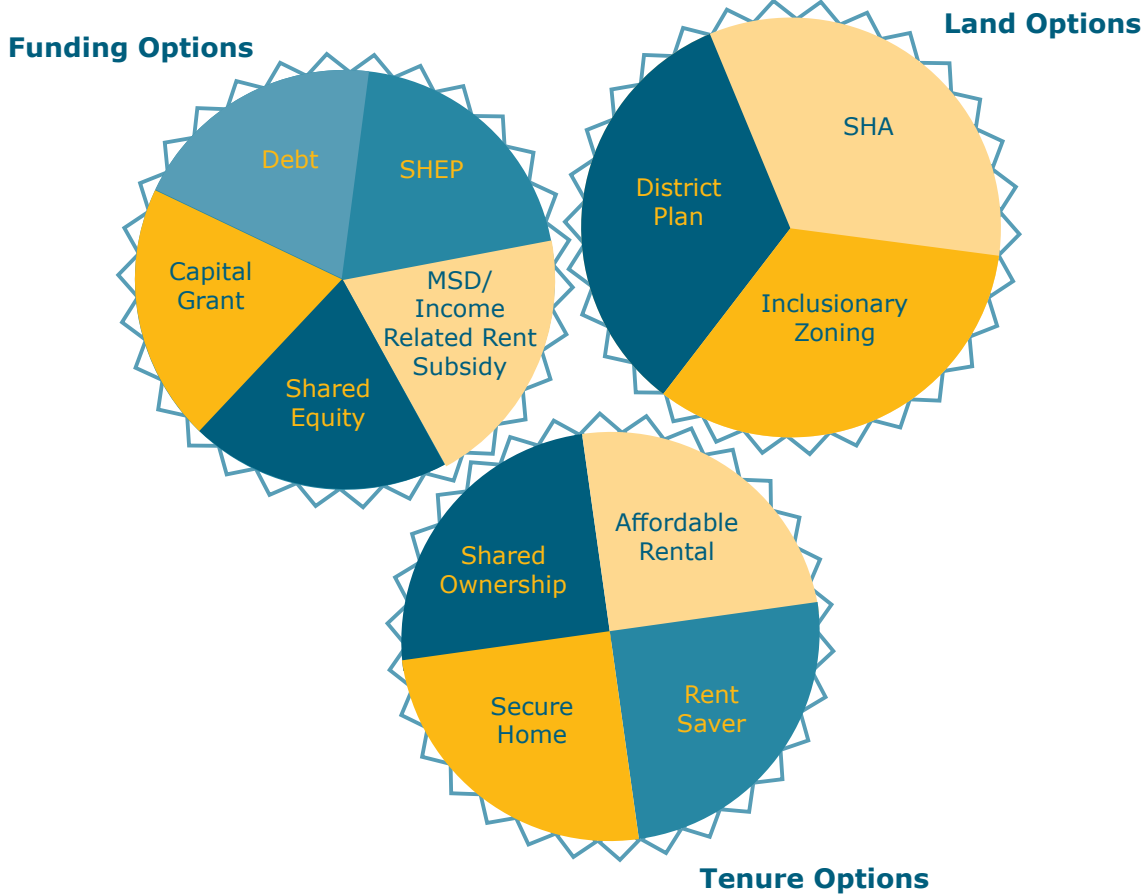 Funding Options
Debt
SHEP
Capital
Grant
MSD/
Income
Related Rent
Subsidy
Shared
Equity
Land Options
SHA
District
Plan
Inclusionary
Zoning
Affordable
Rental
Shared
Ownership
Rent
Saver
Secure
Home
Tenure Options